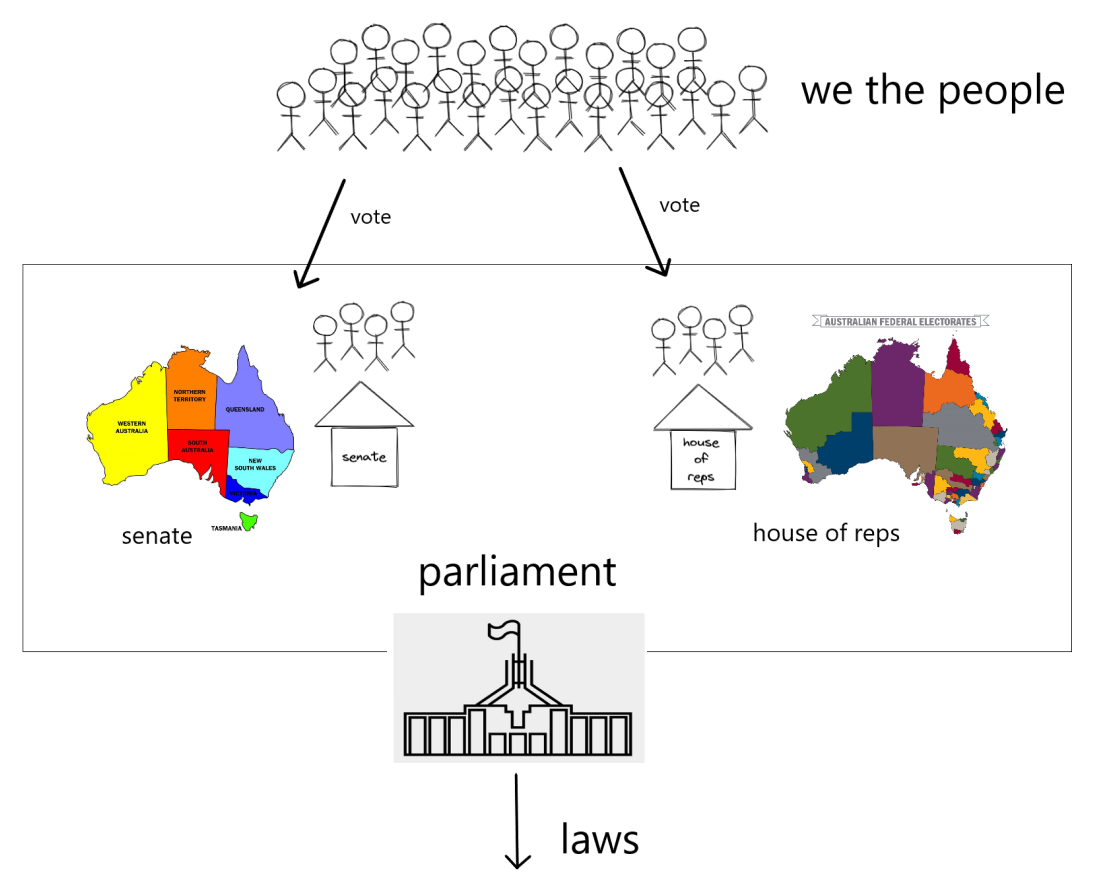 we the people
vote
vote
AUSTRALIAN FEDERAL ELECTORATES
NORTHERN
TERRITORY
QUEENSLAND
WESTERN
AUSTRALIA
SOUTH
AUSTRALIA
NEW
SOUTH WALES
TASMANIA
senate
senate
house
of
reps
house of reps
parliament
laws